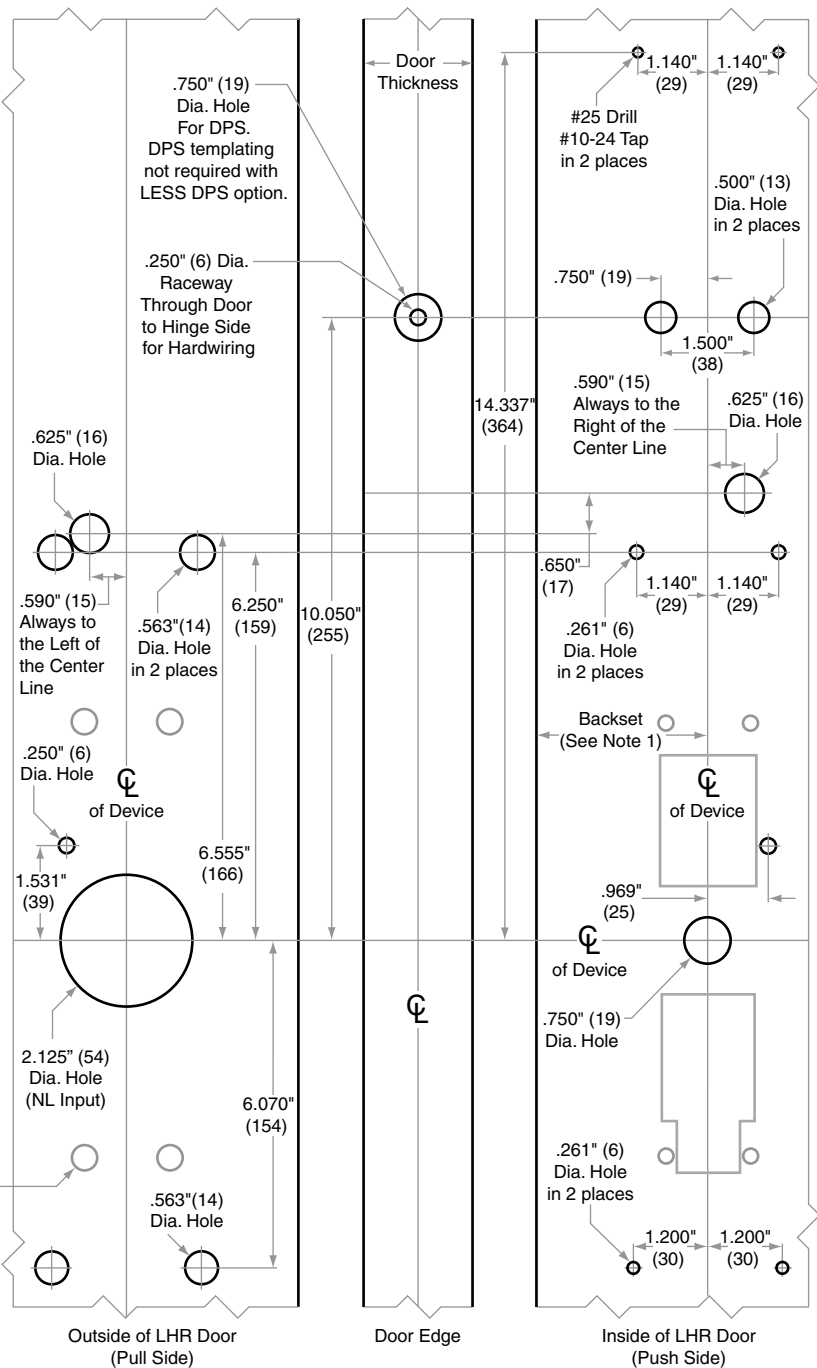 .750" (19)
Dia. Hole
For DPS.
DPS templating
not required with
LESS DPS option.
.250" (6) Dia.
Raceway
Through Door
to Hinge Side
for Hardwiring
.625" (16)
Dia. Hole
.590" (15)
Always to
the Left of
the Center
Line
.563"(14)
Dia. Hole
in 2 places
6.250"
(159)
.250" (6)
Dia. Hole
℄
of Device
1.531"
(39)
6.555"
(166)
2.125” (54)
Dia. Hole
(NL Input)
6.070"
(154)
.563"(14)
Dia. Hole
Outside of LHR Door
(Pull Side)
Door
Thickness
10.050"
(255)
℄
Door Edge
1.140"
(29)
1.140"
(29)
#25 Drill
#10-24 Tap
in 2 places
.500" (13)
Dia. Hole
in 2 places
.750" (19)
1.500"
(38)
14.337"
(364)
.590" (15)
Always to the
Right of the
Center Line
.625" (16)
Dia. Hole
.650"
(17)
1.140"
(29)
1.140"
(29)
.261" (6)
Dia. Hole
in 2 places
Backset
(See Note 1)
℄
of Device
.969"
(25)
℄
of Device
.750" (19)
Dia. Hole
.261" (6)
Dia. Hole
in 2 places
1.200"
(30)
1.200"
(30)
Inside of LHR Door
(Push Side)